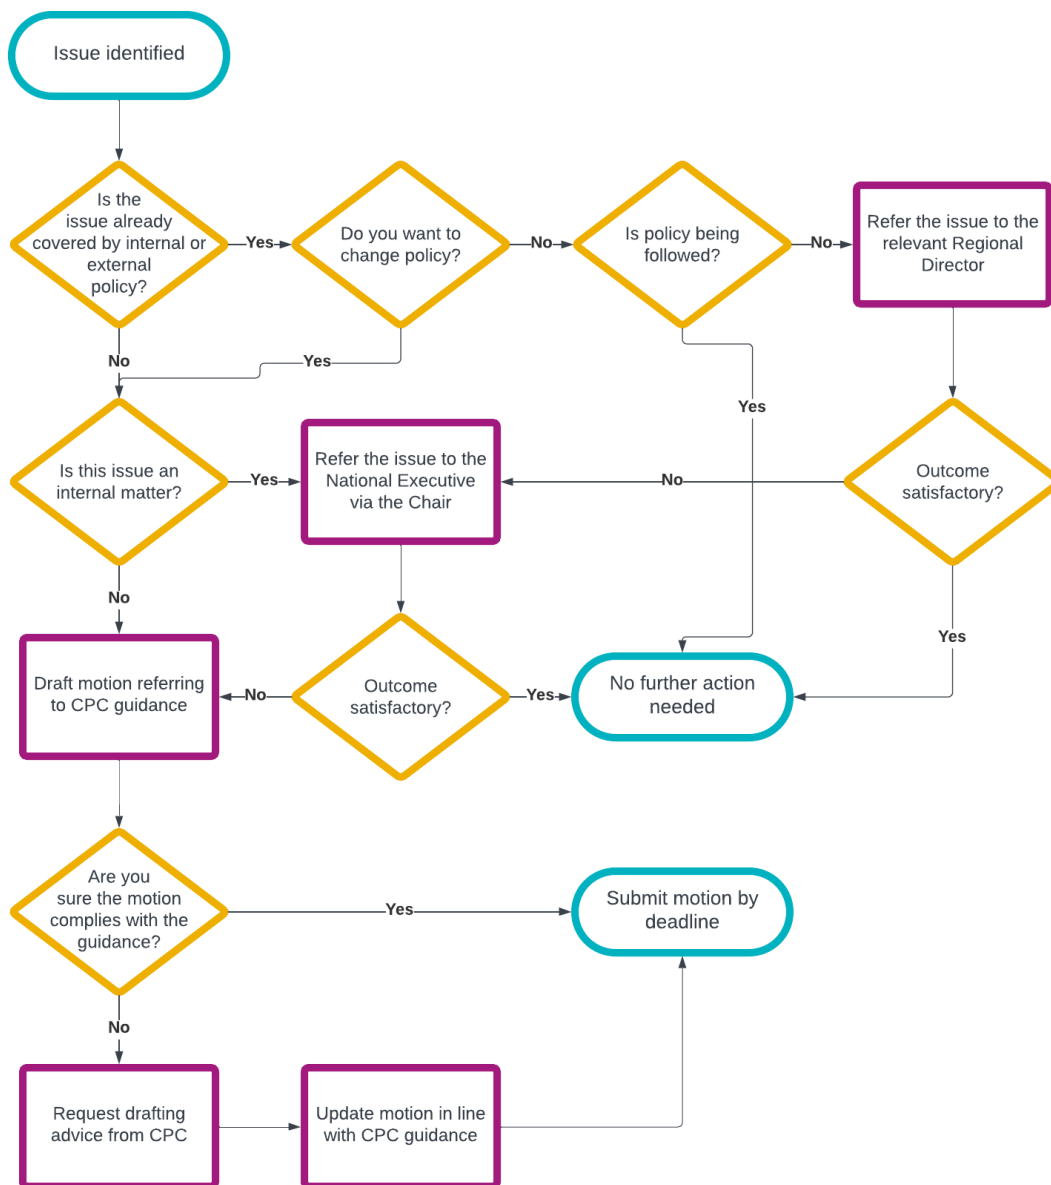 Issue identified
Is the
issue already
covered by internal or
external
policy?
Yes
Do you want to
change policy?
No
Is policy being
followed?
No
Refer the issue to the
relevant Regional
Director
No
Yes
Yes
Is this issue an
internal matter?
Yes
Refer the issue to the
National Executive
via the Chair
No
Outcome
satisfactory?
No
Yes
Draft motion referring
to CPC guidance
No
Outcome
satisfactory?
Yes
No further action
needed
Are you
sure the motion
complies with the
guidance?
Yes
Submit motion by
deadline
No
Request drafting
advice from CPC
Update motion in line
with CPC guidance